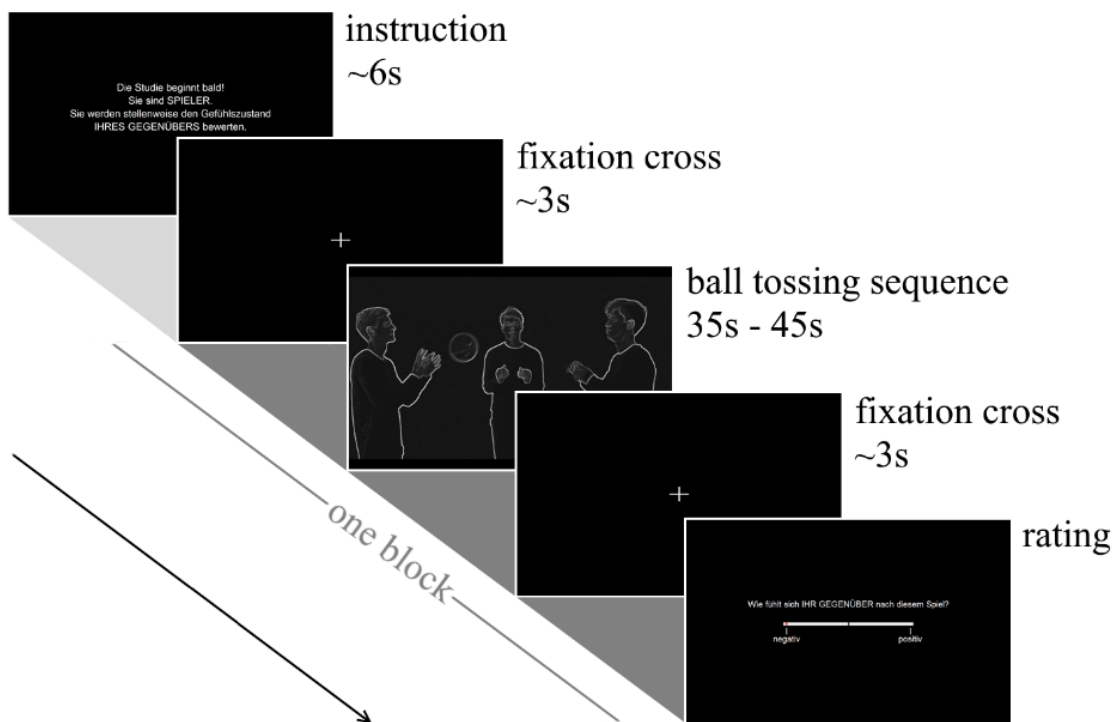 instruction
~6s
Die Studie beginnt bald!
Sie sind SPIELER.
Sie werden stellenweise den Gefühlszustand
IHRES GEGENÜBERS bewerten.
fixation cross
~3s
ball tossing sequence
35s - 45s
fixation cross
~3s
one block
rating
Wie fühlt sich IHR GEGENÜBER nach diesem Spiel?
negativ
positiv